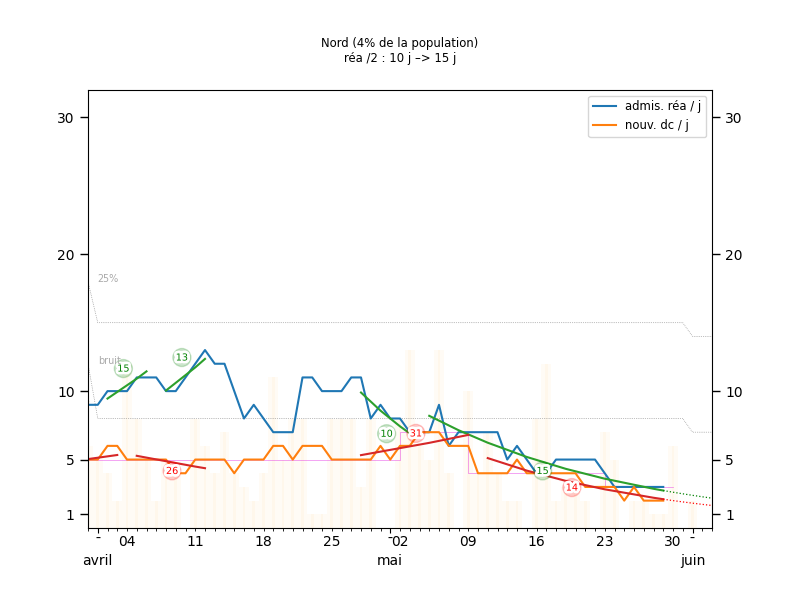 Nord (4% de la population)
réa /2 : 10 j –> 15 j
admis. réa / j
nouv. dc / j
30 30
20 20
25%
bruit
15
13
10 10
10
31
5 5
26
15
14
1 1
04 11 18 25 02 09 16 23 30
avril mai juin